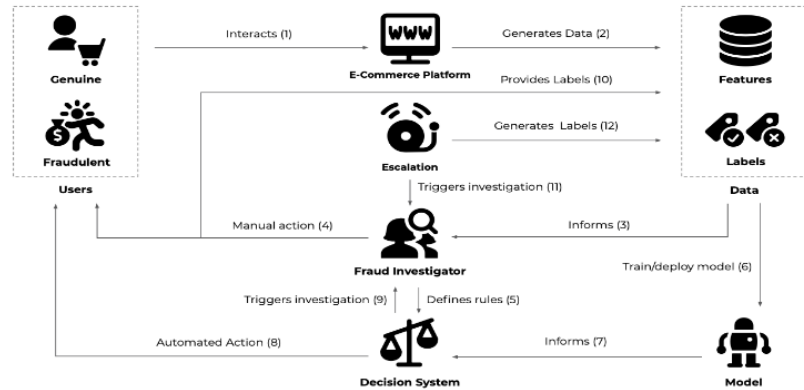 Interacts (1)
WWW
Generates Data (2)
Genuine
E-Commerce Platform
Features
Provides Labels (10)
$
Generates Labels (12)
Fraudulent
Escalation
Labels
Users
Triggers investigation (11)
Data
Manual action (4)
Informs (3)
Fraud Investigator
Train/deploy model (6)
Triggers investigation (9)
Defines rules (5)
Automated Action (8)
Informs (7)
Decision System
Model